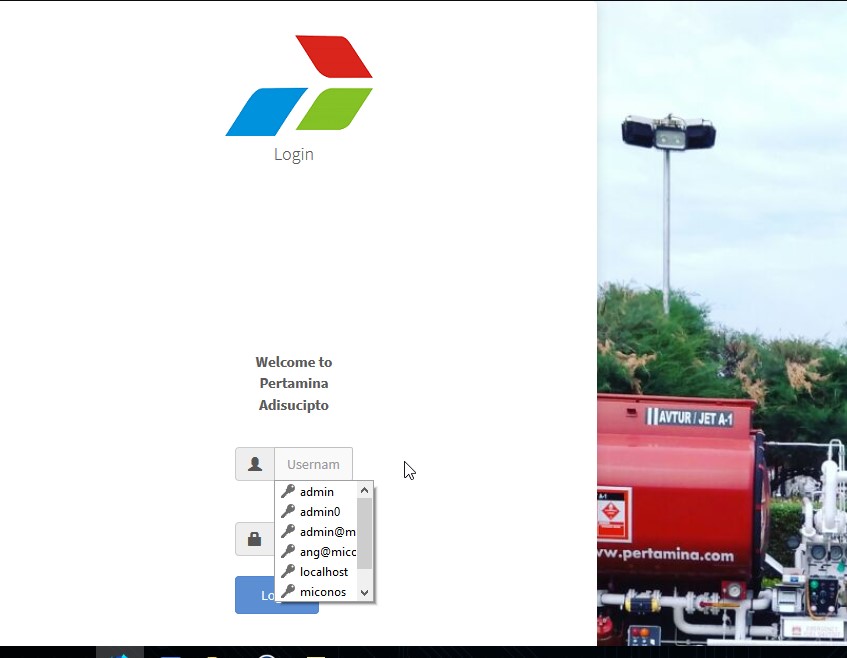 Login
Welcome to
Pertamina
Adisucipto
Usernam
admin
admin0
admin@m
ang@micc
localhost
miconos
Lo
AVTUR / JET A-1
A-1
w.pertamina.com